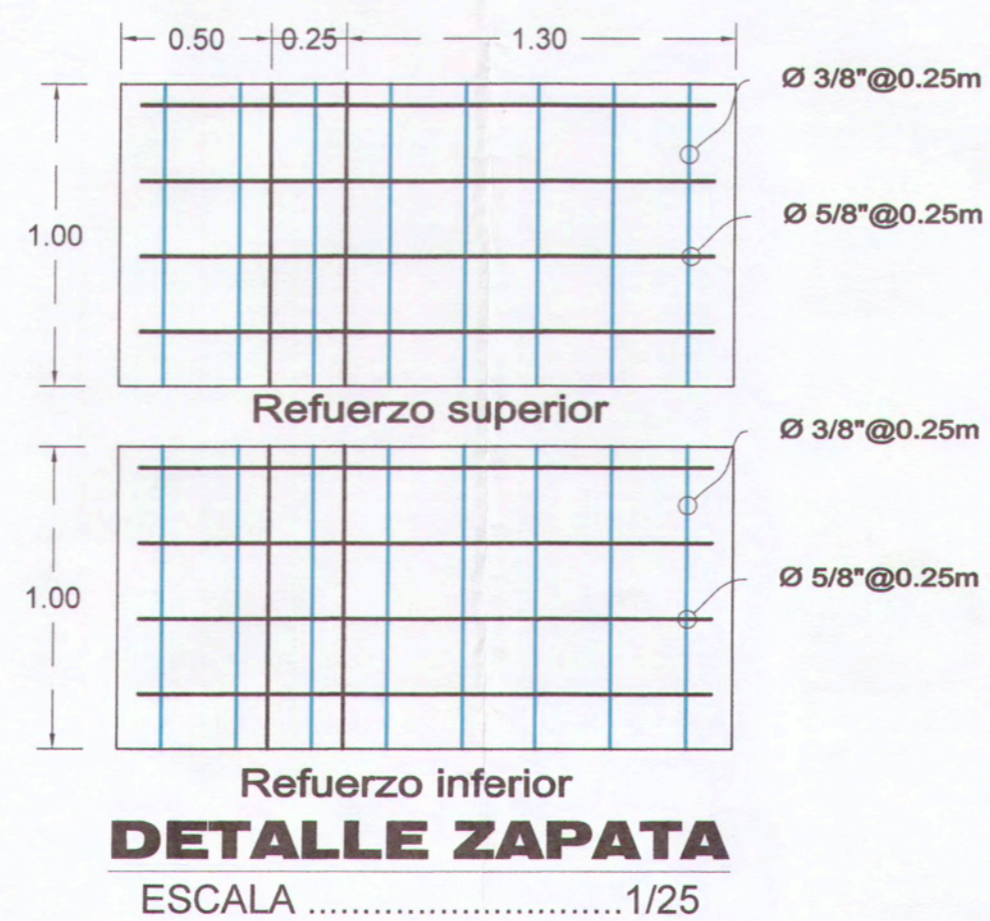 0.50 0.25 1.30
Ø 3/8"@0.25m
1.00
Ø 5/8"@0.25m
Refuerzo superior
Ø 3/8"@0.25m
1.00
Ø 5/8"@0.25m
Refuerzo inferior
DETALLE ZAPATA
ESCALA ............................1/25